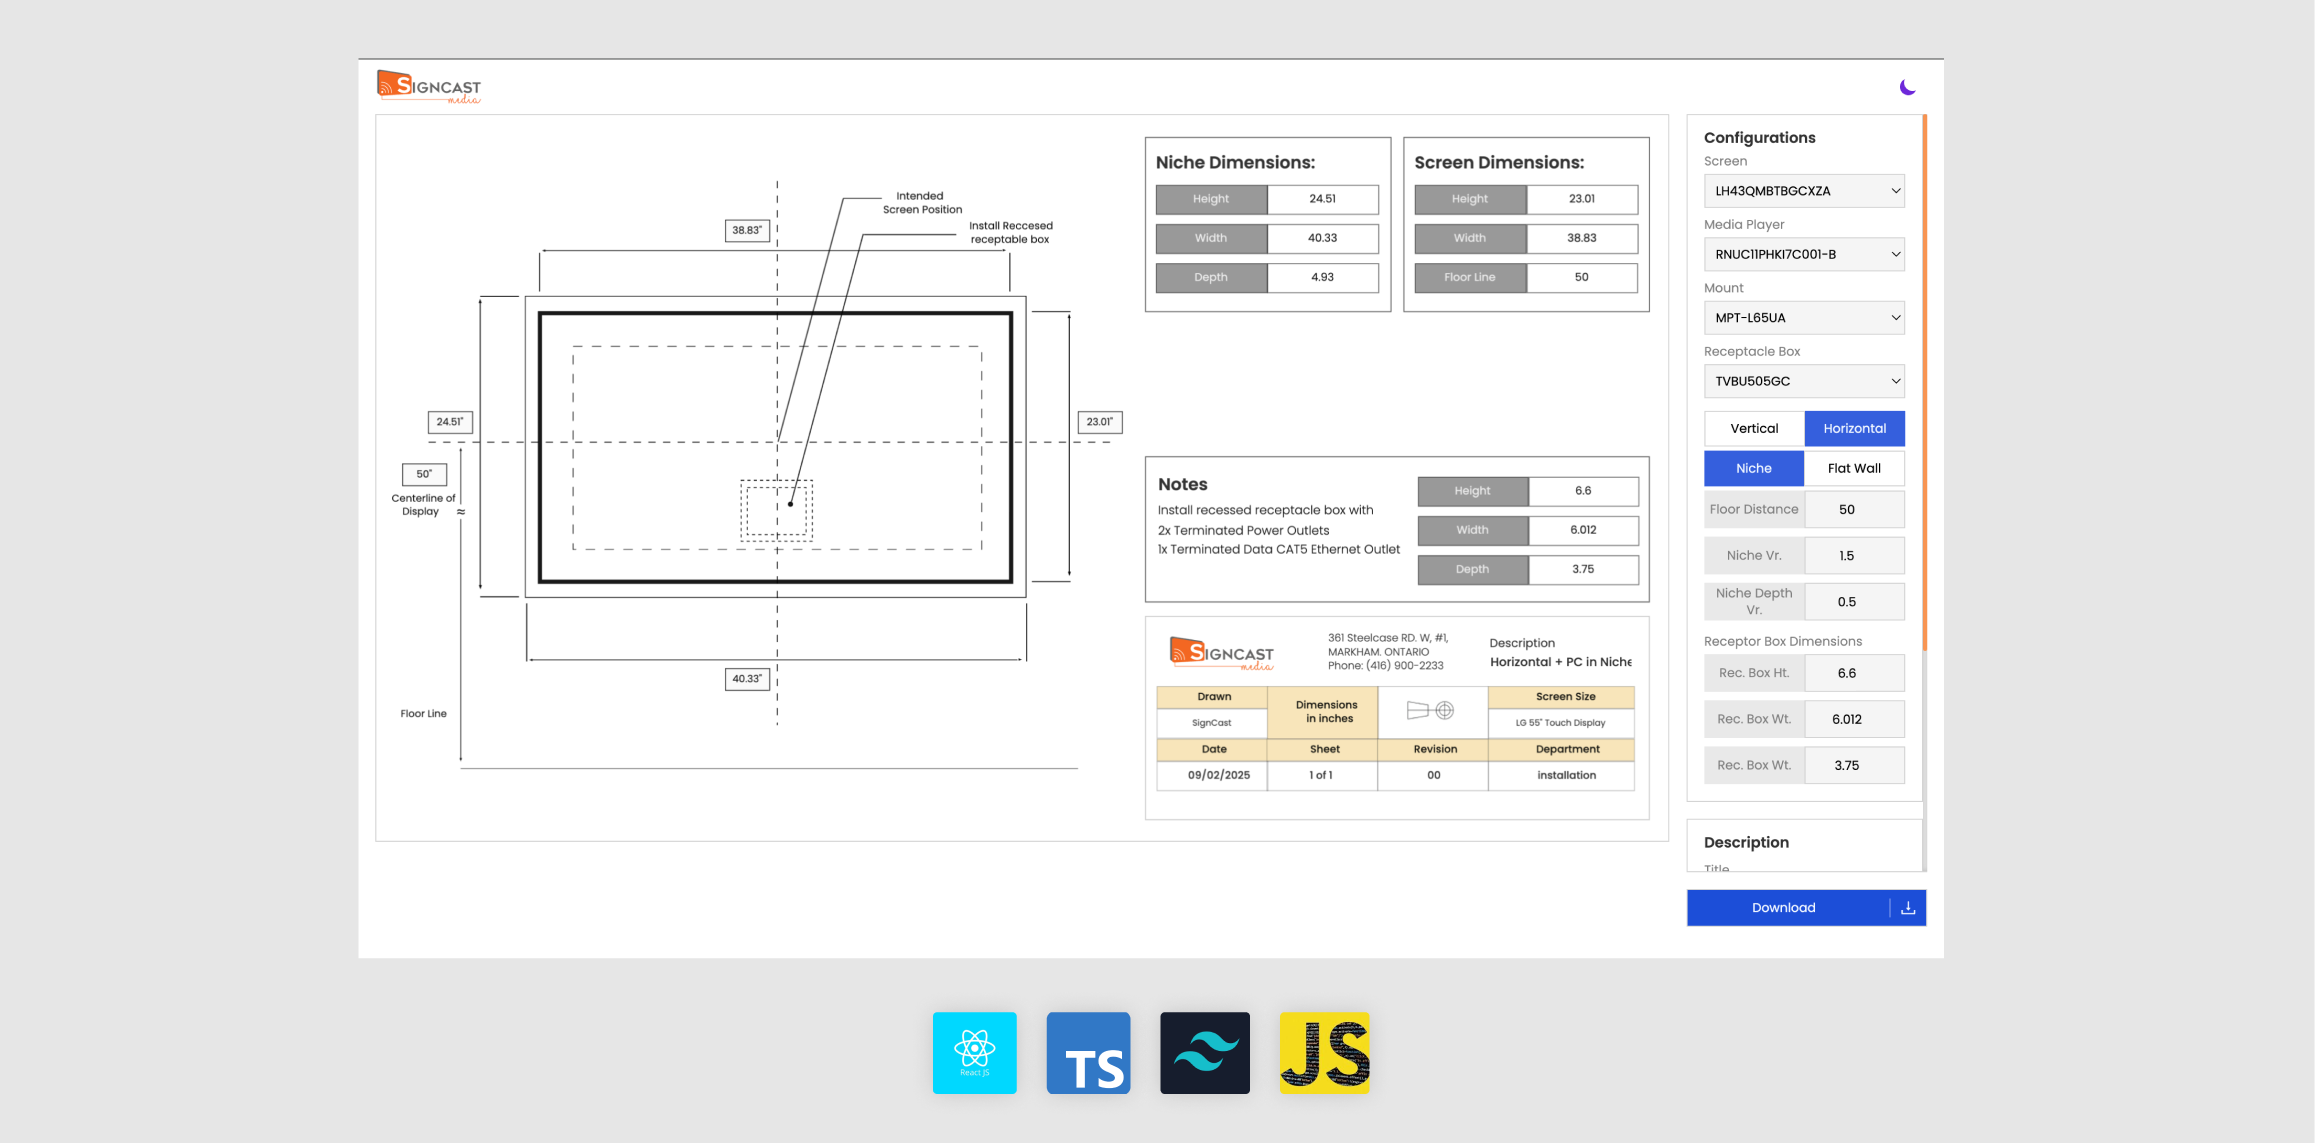 SIGNCAST
media
Intended
Screen Position
Install Reccesed
receptable box
38.83"
24.51"
23.01"
50"
Centerline of
Display
≈
40.33"
Floor Line
Niche Dimensions:
Height 24.51
Width 40.33
Depth 4.93
Screen Dimensions:
Height 23.01
Width 38.83
Floor Line 50
Notes
Install recessed receptacle box with
2x Terminated Power Outlets
1x Terminated Data CAT5 Ethernet Outlet
Height 6.6
Width 6.012
Depth 3.75
SIGNCAST
media
361 Steelcase RD. W, #1,
MARKHAM. ONTARIO
Phone: (416) 900-2233
Description
Horizontal + PC in Niche
Drawn
SignCast
Dimensions
in inches
Screen Size
LG 55" Touch Display
Date Sheet Revision Department
09/02/2025 1 of 1 00 installation
Configurations
Screen
LH43QMBTBGCXZA
Media Player
RNUC11PHKI7C001-B
Mount
MPT-L65UA
Receptacle Box
TVBU505GC
Vertical Horizontal
Niche Flat Wall
Floor Distance 50
Niche Vr. 1.5
Niche Depth
Vr. 0.5
Receptor Box Dimensions
Rec. Box Ht. 6.6
Rec. Box Wt. 6.012
Rec. Box Wt. 3.75
Description
Title
Download
React JS
TS
JS